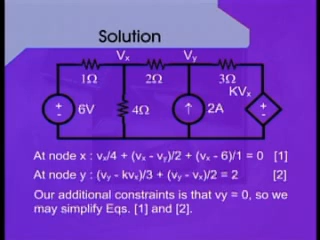 Solution
Vx Vy
1Ω 2Ω 3Ω
KVx
+ - 6V 4Ω ↑ 2A + -
At node x : vx/4 + (vx - vy)/2 + (vx - 6)/1 = 0 [1]
At node y : (vy - kvx)/3 + (vy - vx)/2 = 2 [2]
Our additional constraints is that vy = 0, so we
may simplify Eqs. [1] and [2].